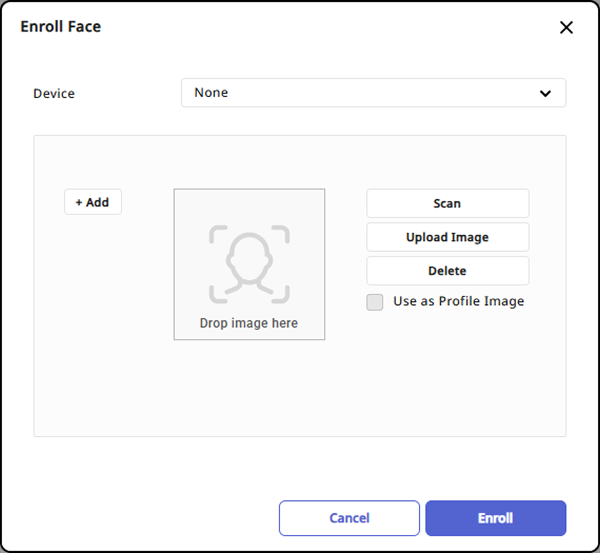 Enroll Face
Device
None
+ Add
Drop image here
Scan
Upload Image
Delete
Use as Profile Image
Cancel
Enroll